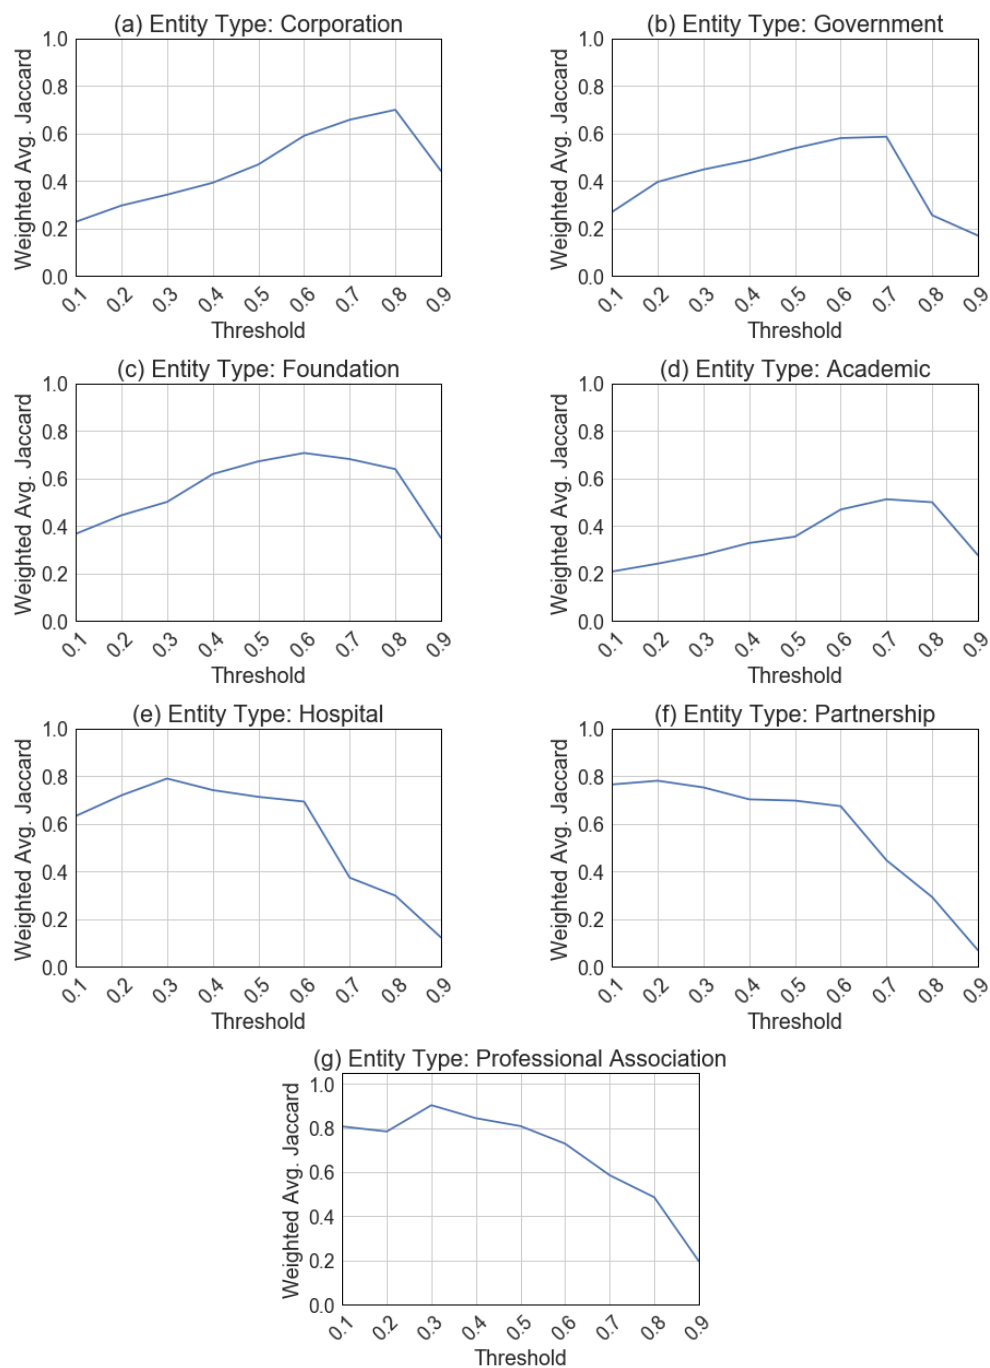 (a) Entity Type: Corporation
Weighted Avg. Jaccard
1.0
0.8
0.6
0.4
0.2
0.0
0.1 0.2 0.3 0.4 0.5 0.6 0.7 0.8 0.9
Threshold
(b) Entity Type: Government
Weighted Avg. Jaccard
1.0
0.8
0.6
0.4
0.2
0.0
0.1 0.2 0.3 0.4 0.5 0.6 0.7 0.8 0.9
Threshold
(c) Entity Type: Foundation
Weighted Avg. Jaccard
1.0
0.8
0.6
0.4
0.2
0.0
0.1 0.2 0.3 0.4 0.5 0.6 0.7 0.8 0.9
Threshold
(d) Entity Type: Academic
Weighted Avg. Jaccard
1.0
0.8
0.6
0.4
0.2
0.0
0.1 0.2 0.3 0.4 0.5 0.6 0.7 0.8 0.9
Threshold
(e) Entity Type: Hospital
Weighted Avg. Jaccard
1.0
0.8
0.6
0.4
0.2
0.0
0.1 0.2 0.3 0.4 0.5 0.6 0.7 0.8 0.9
Threshold
(f) Entity Type: Partnership
Weighted Avg. Jaccard
1.0
0.8
0.6
0.4
0.2
0.0
0.1 0.2 0.3 0.4 0.5 0.6 0.7 0.8 0.9
Threshold
(g) Entity Type: Professional Association
Weighted Avg. Jaccard
1.0
0.8
0.6
0.4
0.2
0.0
0.1 0.2 0.3 0.4 0.5 0.6 0.7 0.8 0.9
Threshold